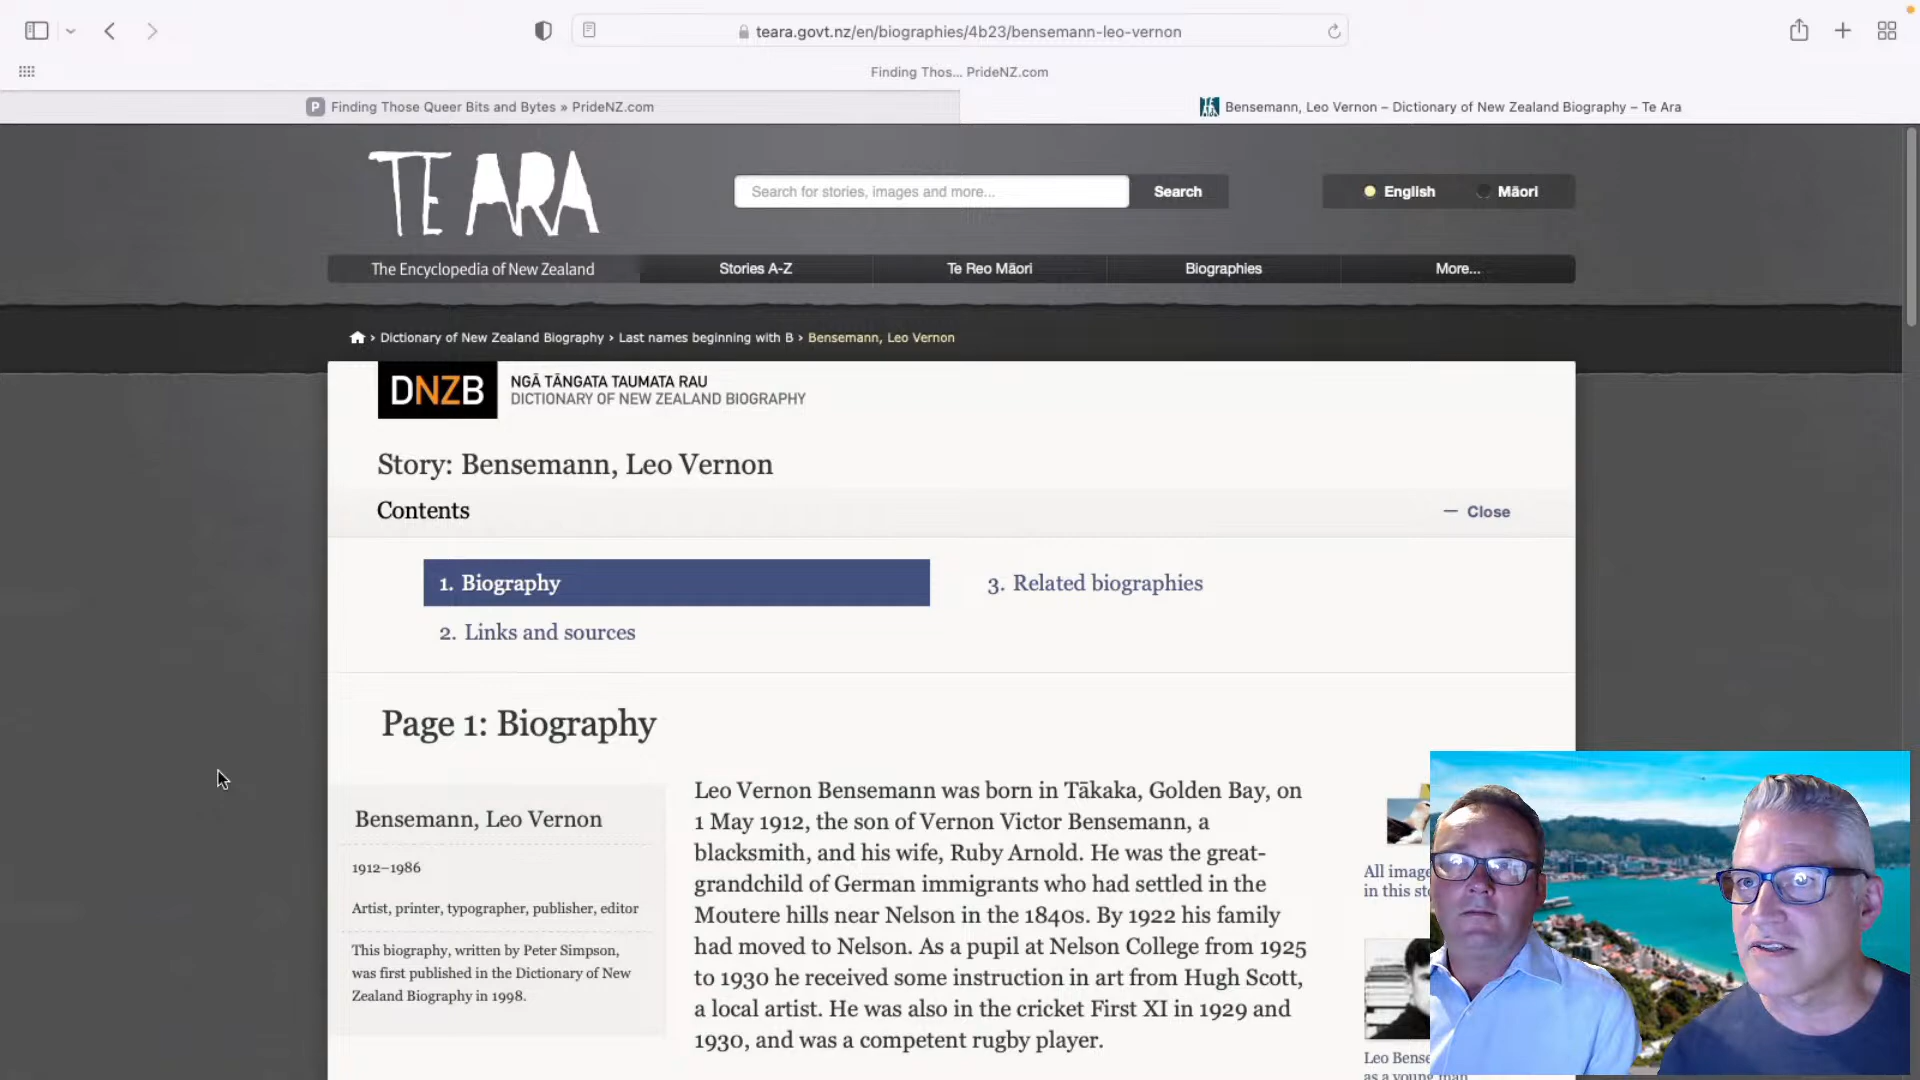 teara.govt.nz/en/biographies/4b23/bensemann-leo-vernon
Finding Thos... PrideNZ.com
P Finding Those Queer Bits and Bytes » PrideNZ.com
Bensemann, Leo Vernon – Dictionary of New Zealand Biography – Te Ara
TE ARA
Search for stories, images and more...
Search
English
Māori
The Encyclopedia of New Zealand
Stories A-Z
Te Reo Māori
Biographies
More...
› Dictionary of New Zealand Biography › Last names beginning with B › Bensemann, Leo Vernon
DNZB
NGĀ TĀNGATA TAUMATA RAU
DICTIONARY OF NEW ZEALAND BIOGRAPHY
Story: Bensemann, Leo Vernon
Contents
— Close
1. Biography
3. Related biographies
2. Links and sources
Page 1: Biography
Bensemann, Leo Vernon
1912–1986
Artist, printer, typographer, publisher, editor
This biography, written by Peter Simpson,
was first published in the Dictionary of New
Zealand Biography in 1998.
Leo Vernon Bensemann was born in Tākaka, Golden Bay, on
1 May 1912, the son of Vernon Victor Bensemann, a
blacksmith, and his wife, Ruby Arnold. He was the great-
grandchild of German immigrants who had settled in the
Moutere hills near Nelson in the 1840s. By 1922 his family
had moved to Nelson. As a pupil at Nelson College from 1925
to 1930 he received some instruction in art from Hugh Scott,
a local artist. He was also in the cricket First XI in 1929 and
1930, and was a competent rugby player.
All image
in this st
Leo Bense
as a young man